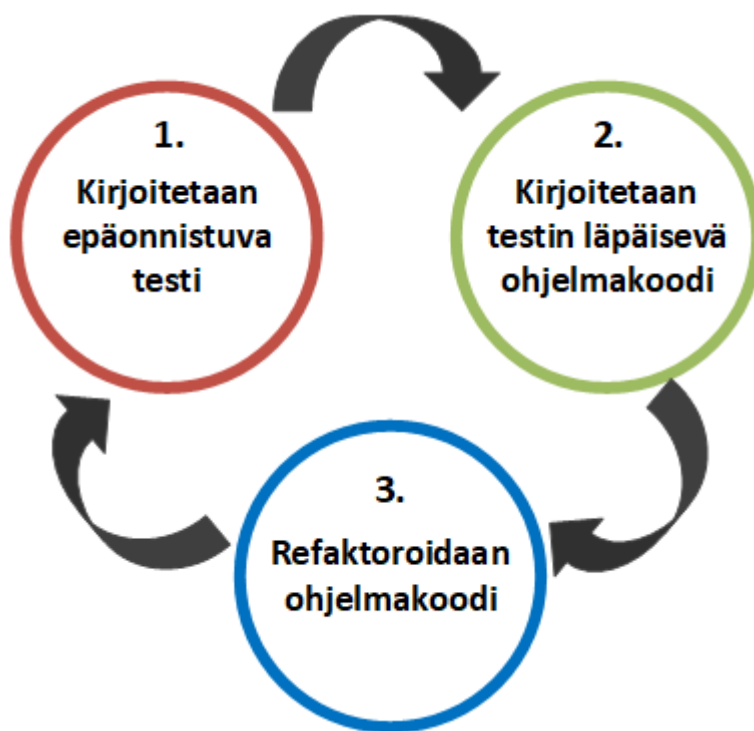 1.
Kirjoitetaan
epäonnistuva
testi
2.
Kirjoitetaan
testin läpäisevä
ohjelmakoodi
3.
Refaktoroidaan
ohjelmakoodi